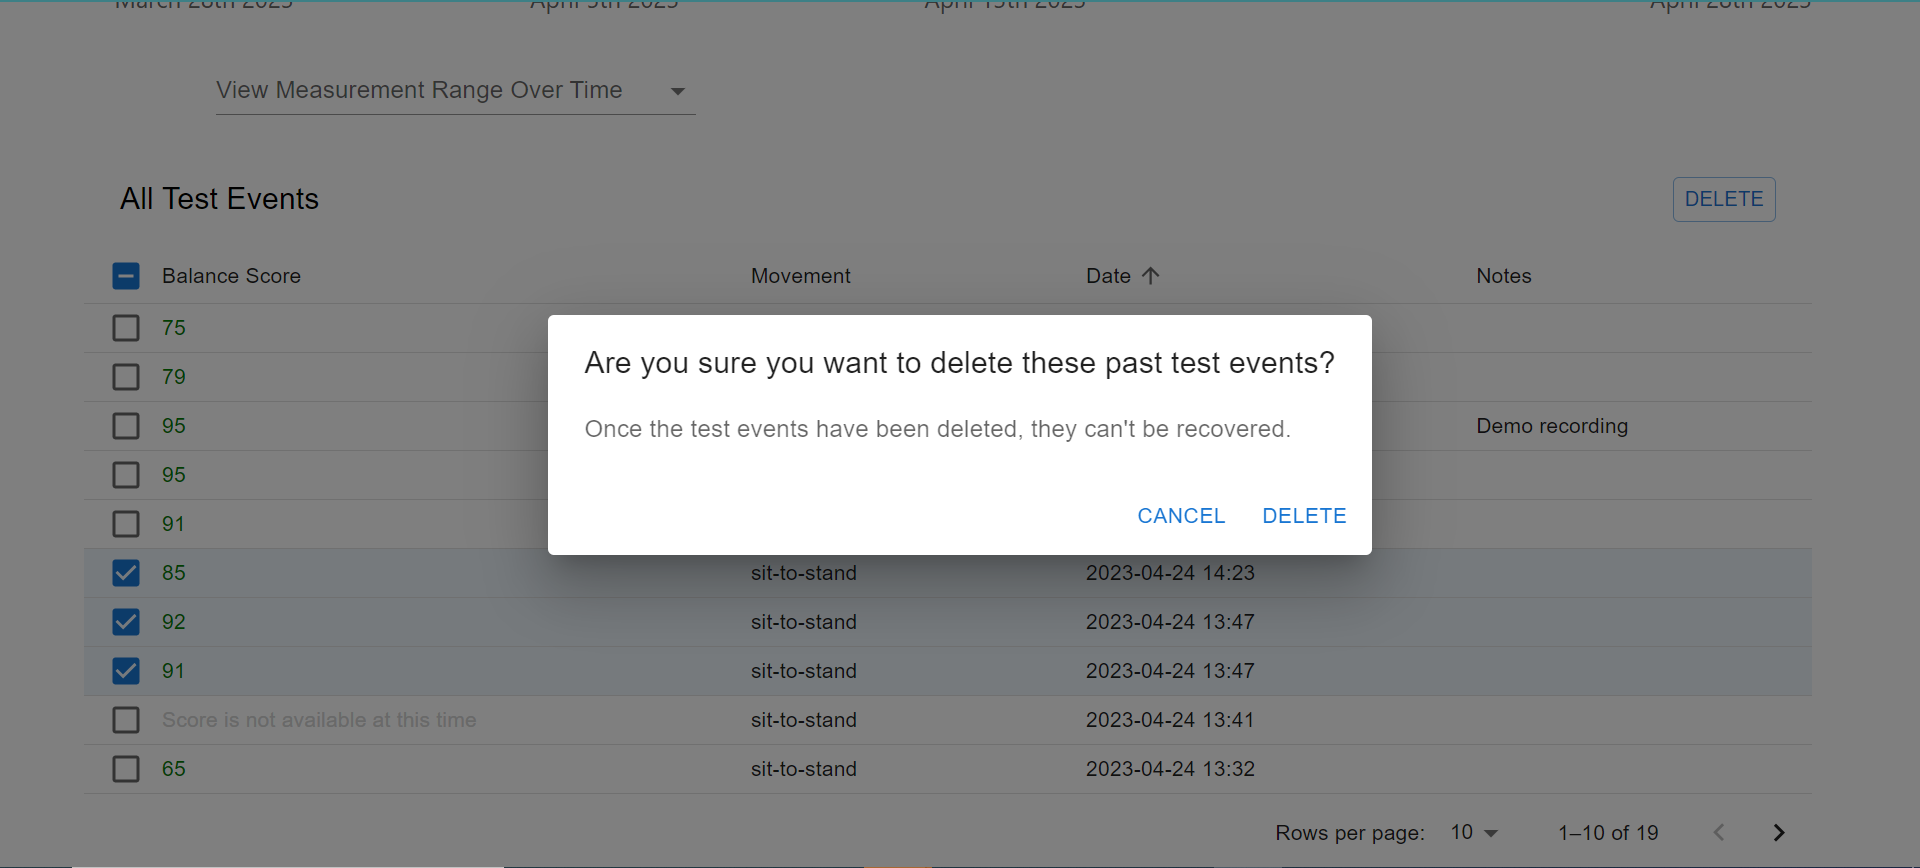 View Measurement Range Over Time
All Test Events
DELETE
Balance Score Movement Date Notes
75
79
95 Demo recording
95
91
Are you sure you want to delete these past test events?
Once the test events have been deleted, they can't be recovered.
CANCEL DELETE
85 sit-to-stand 2023-04-24 14:23
92 sit-to-stand 2023-04-24 13:47
91 sit-to-stand 2023-04-24 13:47
Score is not available at this time sit-to-stand 2023-04-24 13:41
65 sit-to-stand 2023-04-24 13:32
Rows per page: 10 1–10 of 19